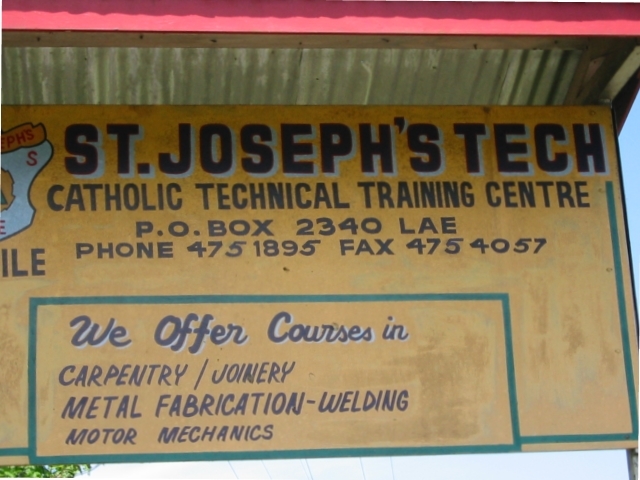 ST. JOSEPH'S TECH
CATHOLIC TECHNICAL TRAINING CENTRE
P.O. BOX 2340 LAE
PHONE 475 1895 FAX 475 4057
We Offer Courses in
CARPENTRY / JOINERY
METAL FABRICATION-WELDING
MOTOR MECHANICS